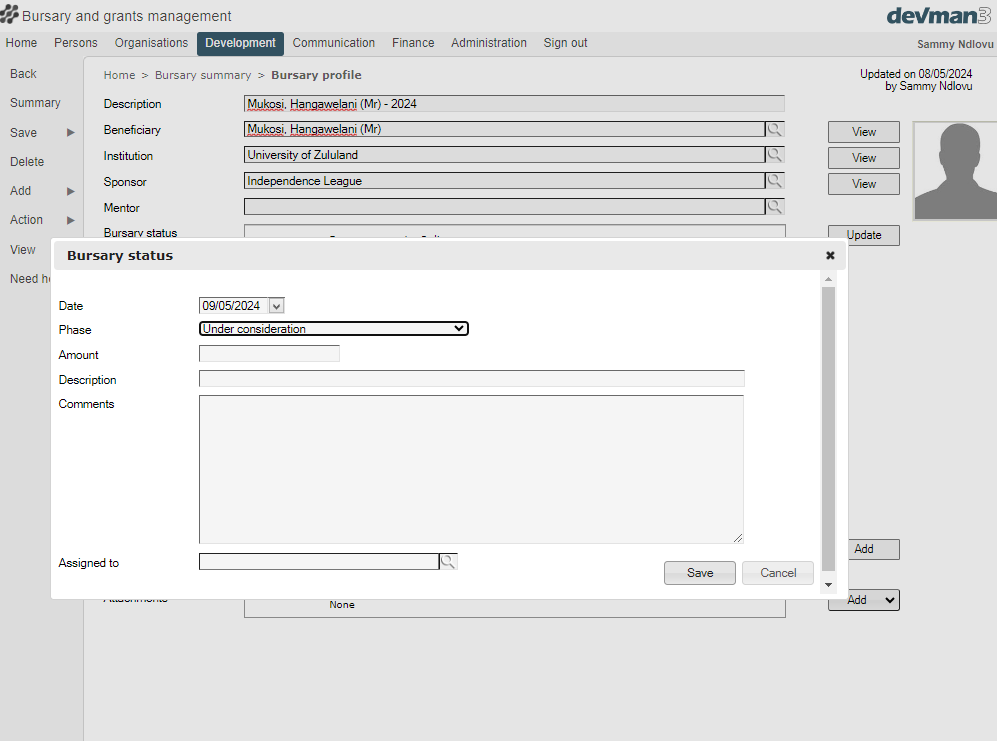 Bursary and grants management
devman3
Home Persons Organisations Development Communication Finance Administration Sign out
Sammy Ndlovu
Back
Summary
Save
Delete
Add
Action
View
Home > Bursary summary > Bursary profile
Updated on 08/05/2024
by Sammy Ndlovu
Description Mukosi, Hangawelani (Mr) - 2024
Beneficiary Mukosi, Hangawelani (Mr) View
Institution University of Zululand View
Sponsor Independence League View
Mentor
Bursary status Update
Need
Bursary status
Date 09/05/2024
Phase Under consideration
Amount
Description
Comments
Assigned to
Save Cancel
Add
Attachments None Add